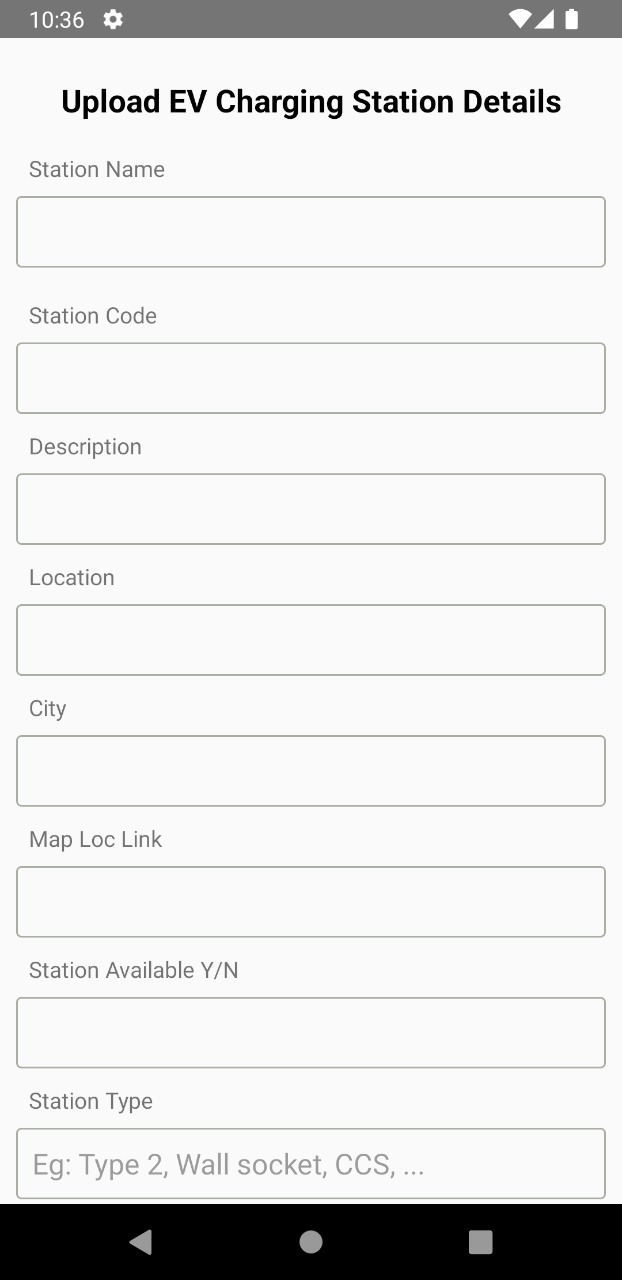 10:36
Upload EV Charging Station Details
Station Name
Station Code
Description
Location
City
Map Loc Link
Station Available Y/N
Station Type
Eg: Type 2, Wall socket, CCS, ...